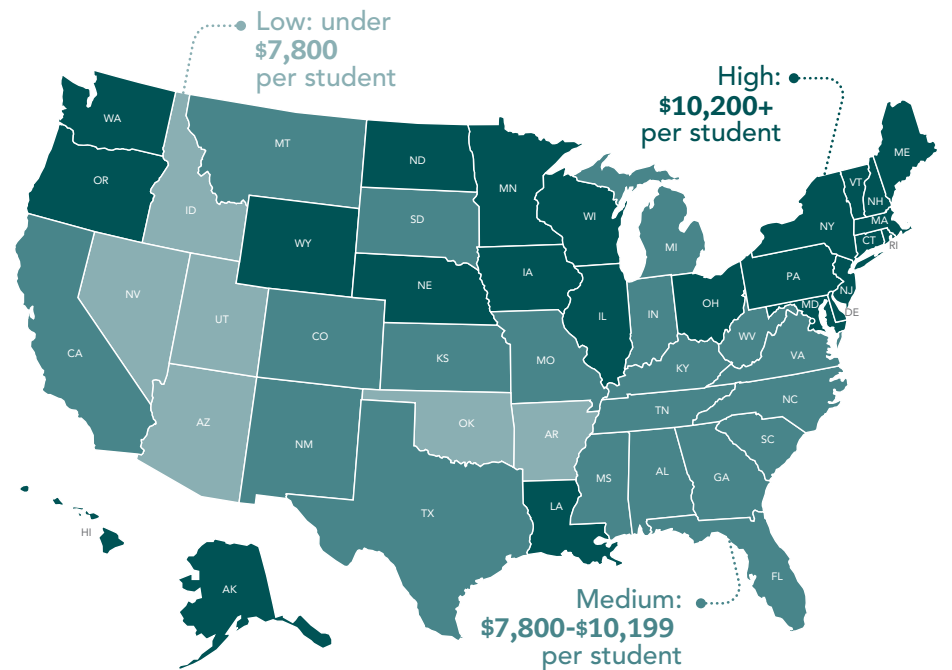 Low: under
$7,800
per student
High:
$10,200+
per student
WA
MT
ND
ME
OR
ID
MN
VT
NH
SD
WI
NY
MA
WY
MI
CT
RI
IA
PA
NE
NJ
NV
OH
MD
UT
IL
IN
DE
CO
WV
CA
KS
MO
VA
KY
NC
AZ
OK
TN
NM
AR
SC
MS
AL
GA
LA
TX
HI
FL
AK
Medium:
$7,800-$10,199
per student